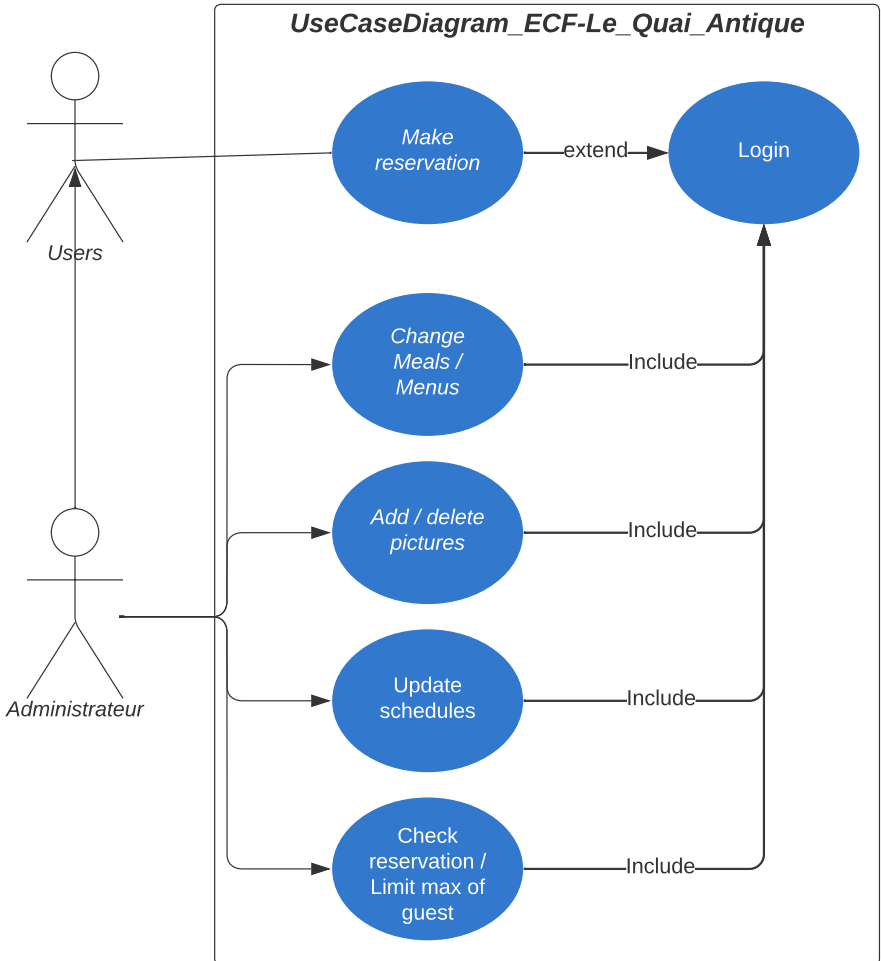 UseCaseDiagram_ECF-Le_Quai_Antique
Make
reservation
extend
Login
Users
Change
Meals /
Menus
Include
Add / delete
pictures
Include
Administrateur
Update
schedules
Include
Check
reservation /
Limit max of
guest
Include